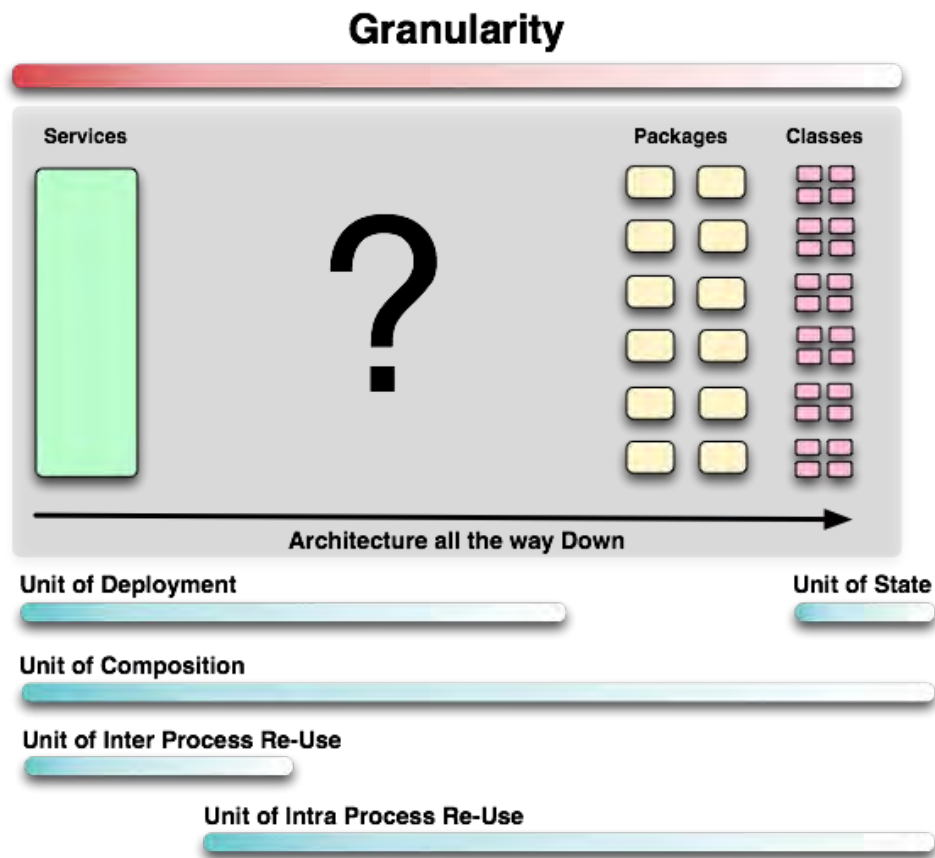 Granularity
Services
Packages
Classes
?
Architecture all the way Down
Unit of Deployment
Unit of State
Unit of Composition
Unit of Inter Process Re-Use
Unit of Intra Process Re-Use